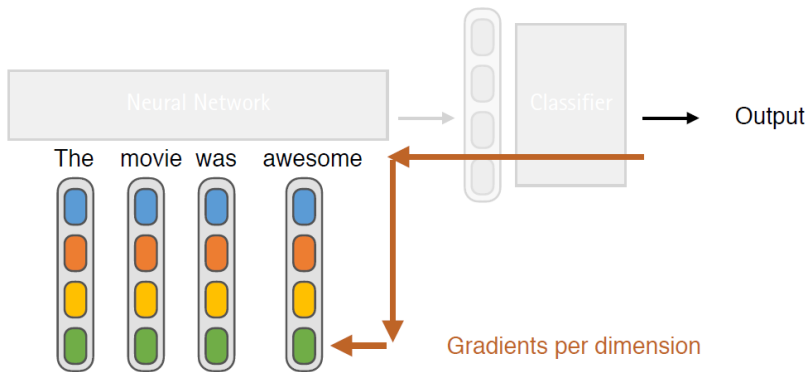 Neural Network
Classifier
Output
The movie was awesome
Gradients per dimension